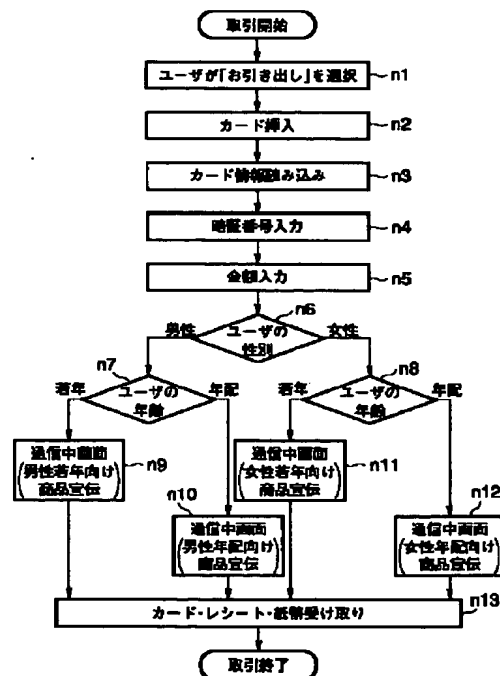 取引開始
ユーザが「お引き出し」を選択
n1
カード挿入
n2
カード情報読み込み
n3
暗証番号入力
n4
金額入力
n5
n6
男性
ユーザの
性別
女性
n7
若年
ユーザの
年齢
年配
n8
若年
ユーザの
年齢
年配
通信中画面
(男性若年向け)
商品宣伝
n9
n10
通信中画面
(男性年配向け)
商品宣伝
通信中画面
(女性若年向け)
商品宣伝
n11
n12
通信中画面
(女性年配向け)
商品宣伝
カード・レシート・紙幣受け取り
n13
取引終了